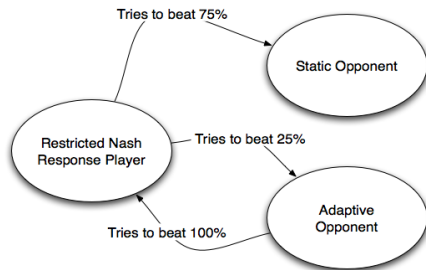 Tries to beat 75%
Static Opponent
Restricted Nash
Response Player
Tries to beat 25%
Adaptive
Opponent
Tries to beat 100%